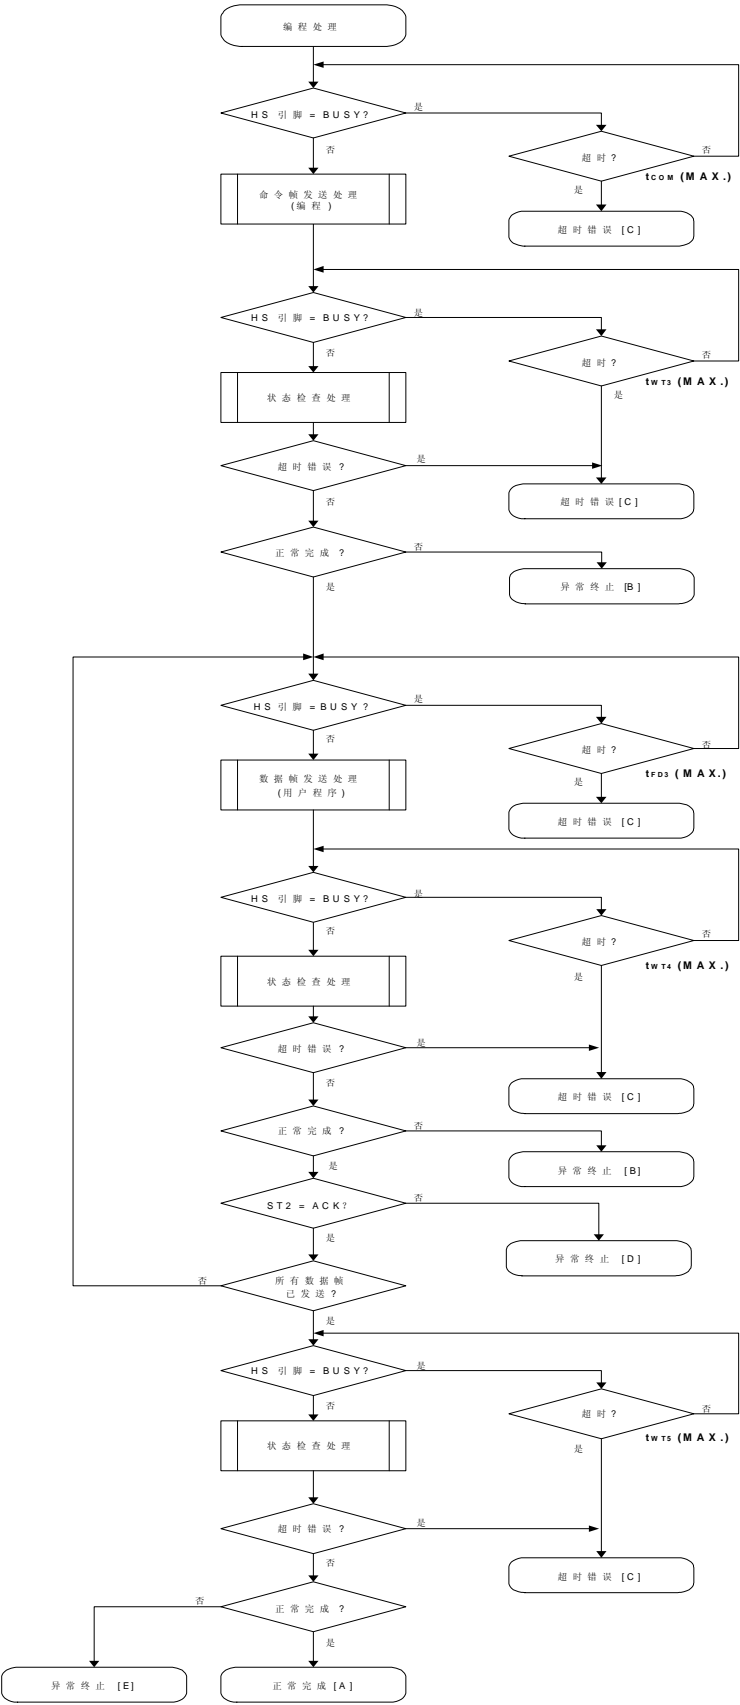 编程处理
HS 引脚 = BUSY?
是
否
超时?
否
tCOM (MAX.)
是
命令帧发送处理
(编程)
超时错误 [C]
HS 引脚 = BUSY?
是
否
超时?
否
tWT3 (MAX.)
是
状态检查处理
超时错误?
是
否
超时错误[C]
正常完成?
否
是
异常终止 [B]
HS 引脚 =BUSY?
是
否
超时?
否
tFD3 (MAX.)
是
数据帧发送处理
(用户程序)
超时错误 [C]
HS 引脚 = BUSY?
是
否
超时?
否
tWT4 (MAX.)
是
状态检查处理
超时错误?
是
否
超时错误 [C]
正常完成?
否
是
异常终止 [B]
ST2 = ACK?
否
是
异常终止 [D]
所有数据帧
已发送?
否
是
HS 引脚 = BUSY?
是
否
超时?
否
tWT5 (MAX.)
是
状态检查处理
超时错误?
是
否
超时错误 [C]
正常完成?
否
是
异常终止 [E]
正常完成[A]